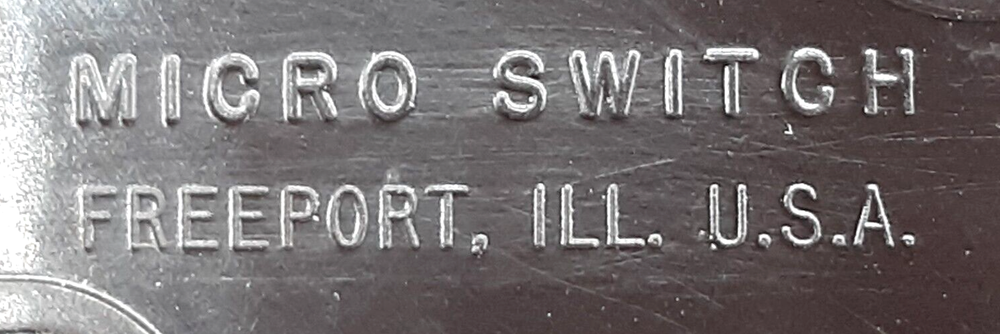 MICRO SWITCH
FREEPORT, ILL. U.S.A.